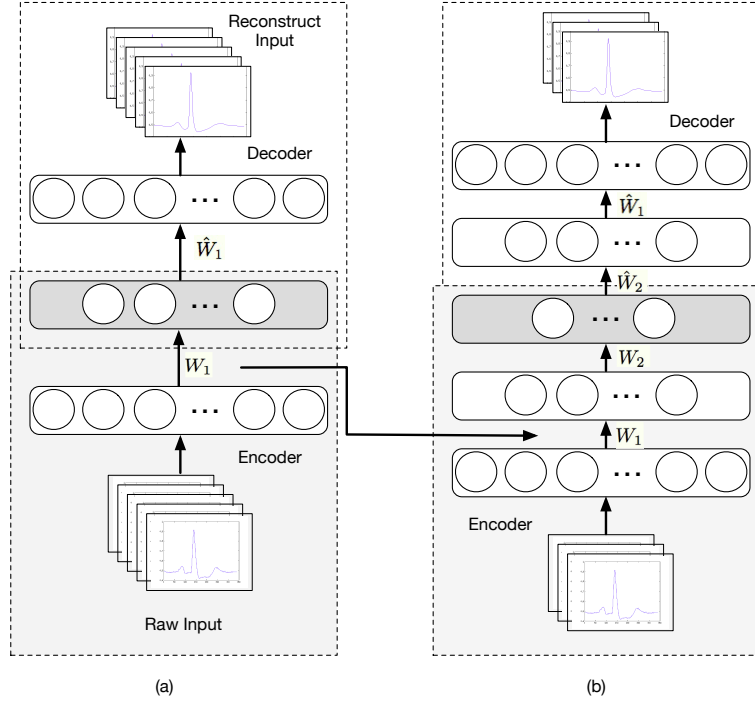 Reconstruct
Input
Decoder
Ŵ₁
W₁
Encoder
Raw Input
(a)
Decoder
Ŵ₁
Ŵ₂
W₂
W₁
Encoder
(b)